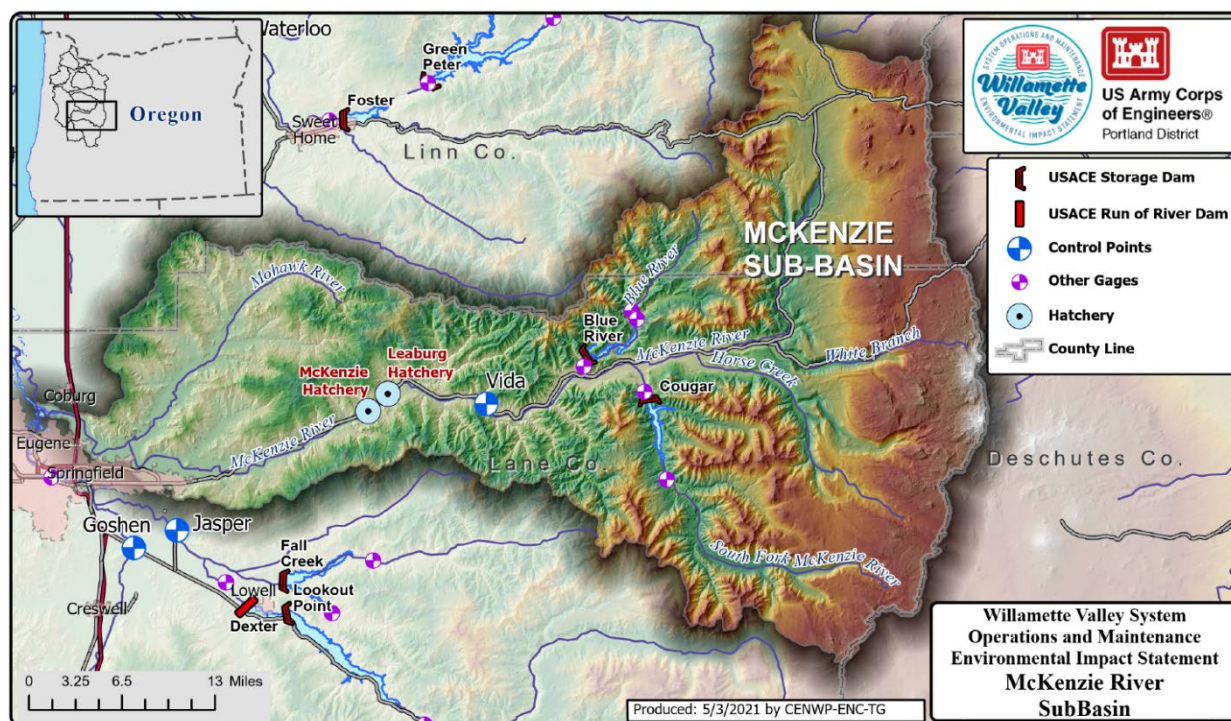 Waterloo
Green
Peter
Foster
Sweet
Home
Linn Co.
Oregon
SYSTEM OPERATIONS AND MAINTENANCE
Willamette
Valley
ENVIRONMENTAL IMPACT STATEMENT
US Army Corps
of Engineers®
Portland District
USACE Storage Dam
USACE Run of River Dam
Control Points
Other Gages
Hatchery
County Line
MCKENZIE
SUB-BASIN
Mohawk River
Blue River
Blue
River
McKenzie River
Horse Creek
White Branch
Leaburg
Hatchery
McKenzie
Hatchery
Vida
Cougar
Coburg
Eugene
McKenzie River
Springfield
Lane Co.
Deschutes Co.
Goshen
Jasper
Fall
Creek
South Fork McKenzie River
Lookout
Point
Lowell
Creswell
Dexter
0 3.25 6.5 13 Miles
Produced: 5/3/2021 by CENWP-ENC-TG
Willamette Valley System
Operations and Maintenance
Environmental Impact Statement
McKenzie River
SubBasin